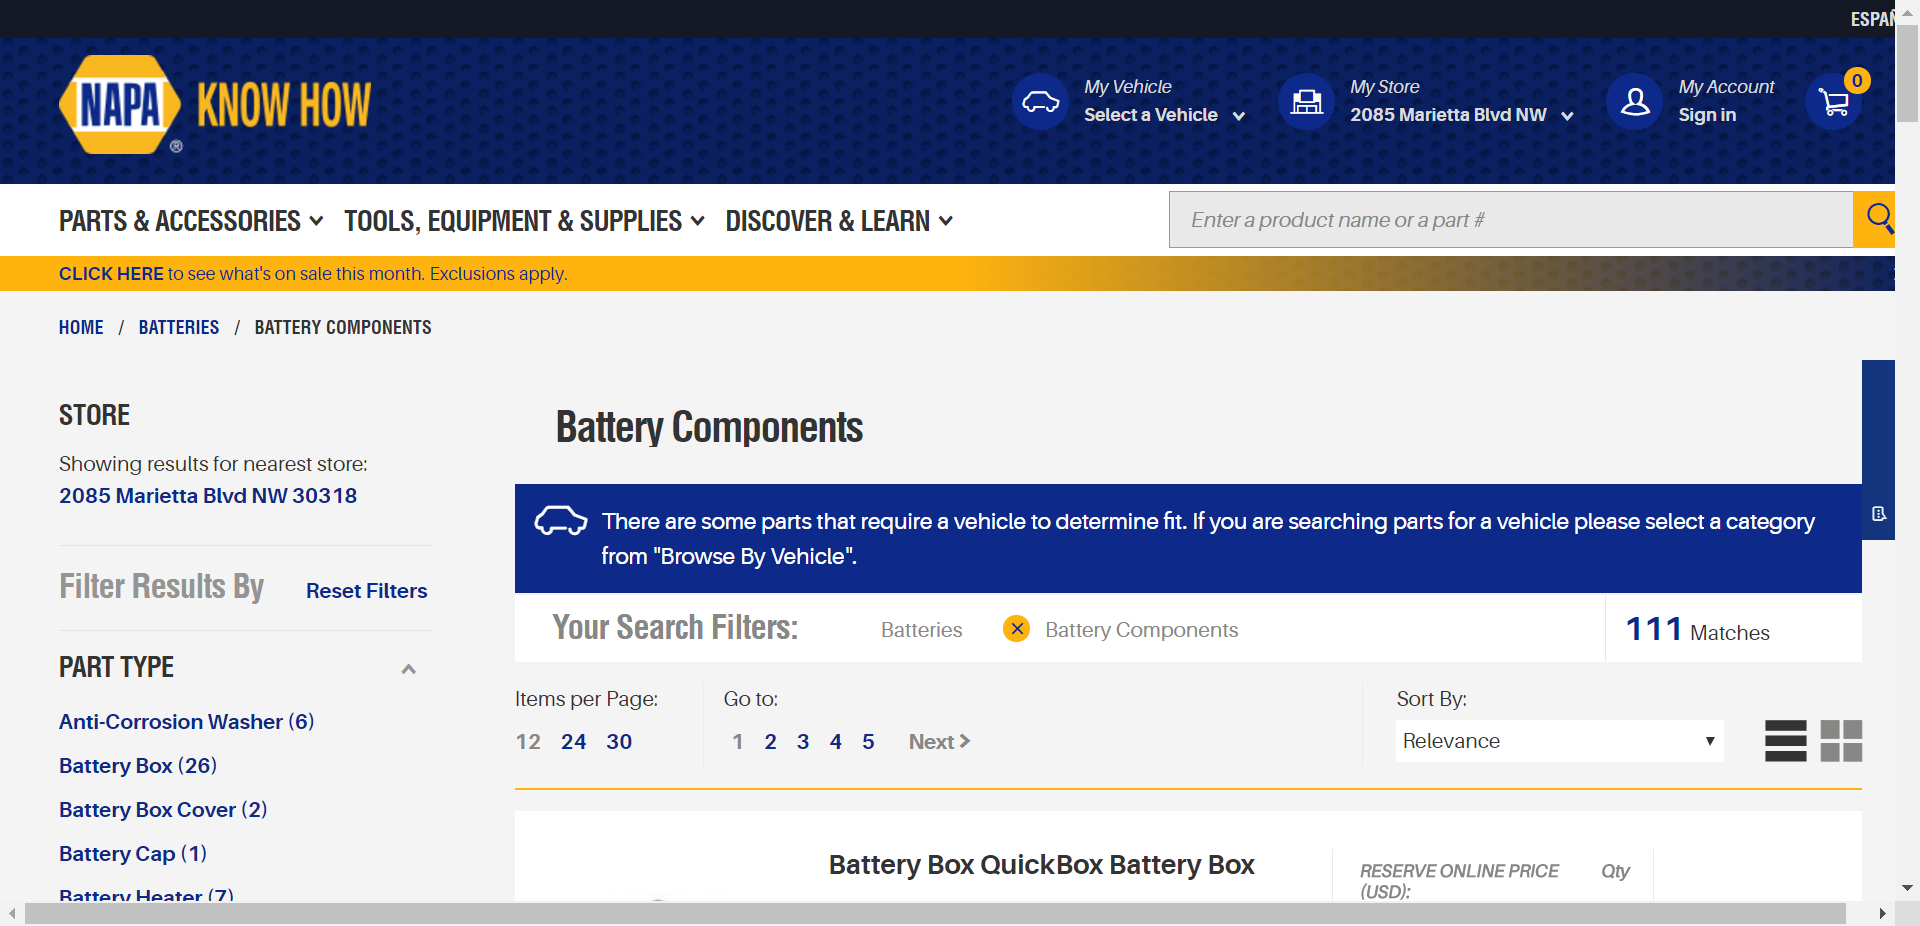 NAPA KNOW HOW
®
My Vehicle
Select a Vehicle
My Store
2085 Marietta Blvd NW
My Account
Sign in
0
PARTS & ACCESSORIES TOOLS, EQUIPMENT & SUPPLIES DISCOVER & LEARN
Enter a product name or a part #
CLICK HERE to see what's on sale this month. Exclusions apply.
HOME / BATTERIES / BATTERY COMPONENTS
STORE
Showing results for nearest store:
2085 Marietta Blvd NW 30318
Filter Results By Reset Filters
PART TYPE
Anti-Corrosion Washer (6)
Battery Box (26)
Battery Box Cover (2)
Battery Cap (1)
Battery Heater (7)
Battery Components
There are some parts that require a vehicle to determine fit. If you are searching parts for a vehicle please select a category
from "Browse By Vehicle".
Your Search Filters: Batteries Battery Components
111 Matches
Items per Page: Go to: Sort By:
12 24 30 1 2 3 4 5 Next Relevance
Battery Box QuickBox Battery Box
RESERVE ONLINE PRICE Qty
(USD):